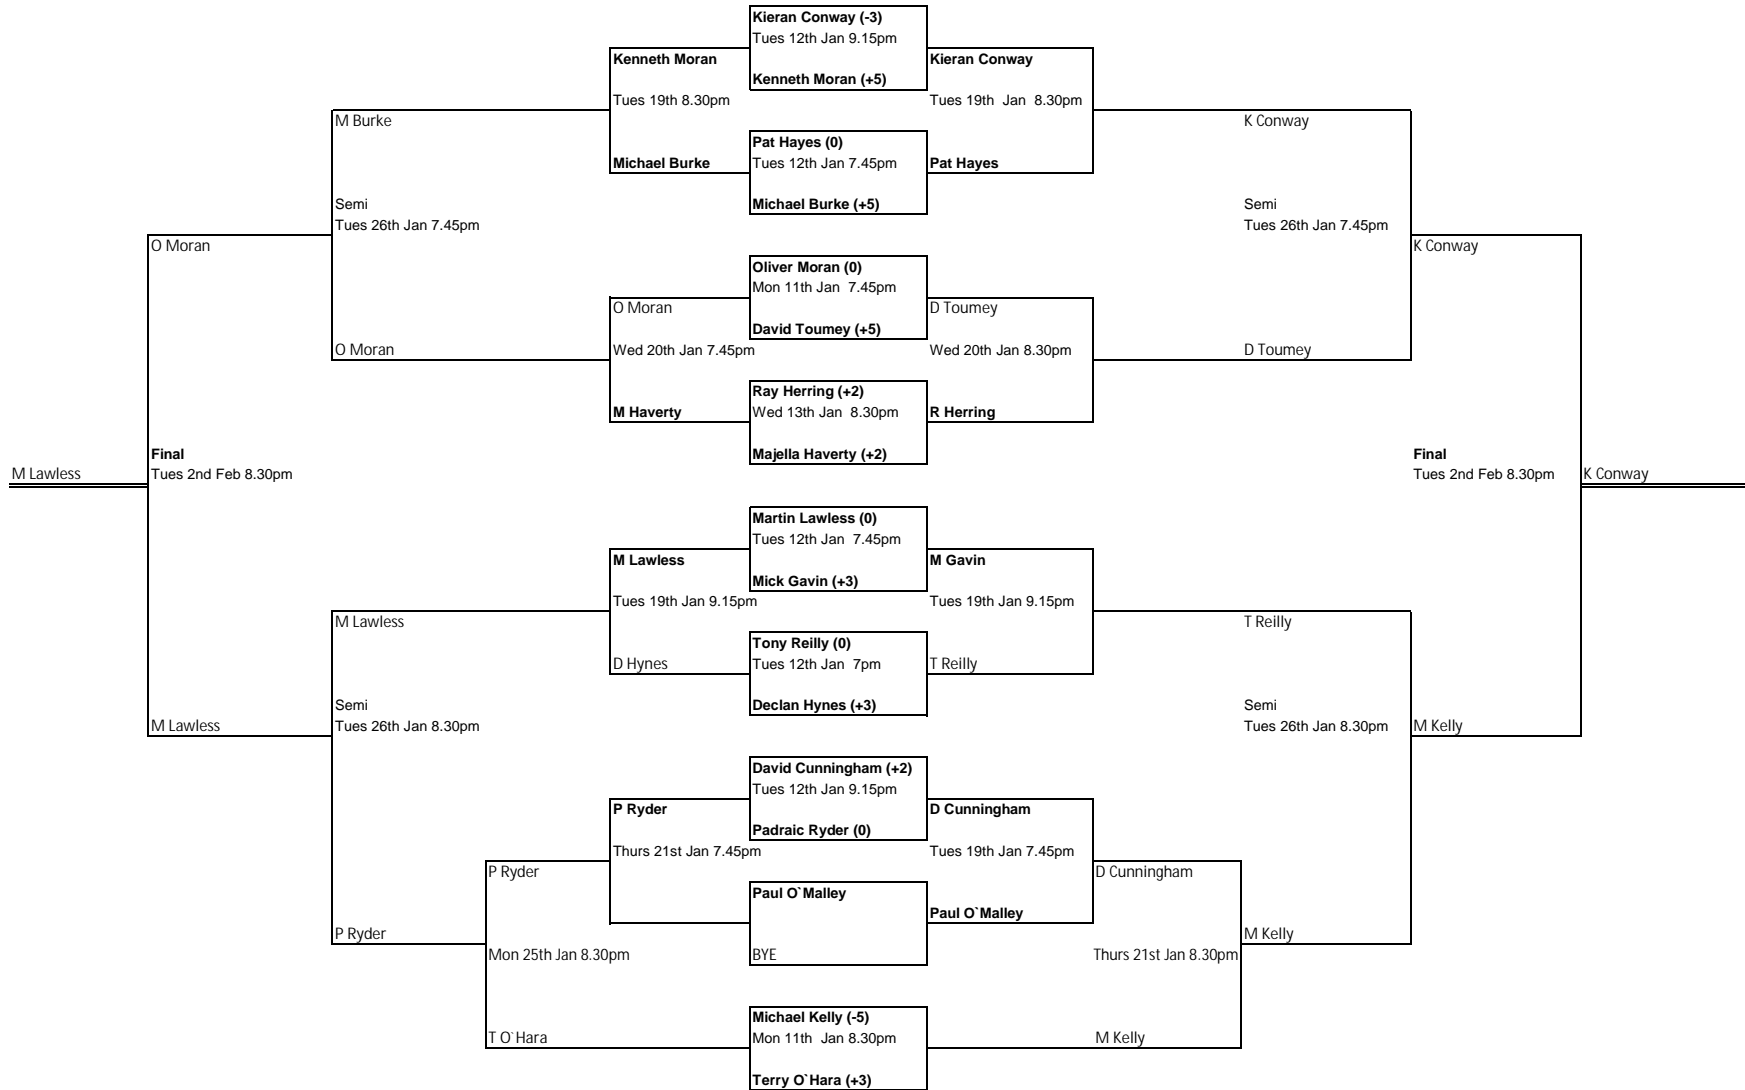 Kieran Conway (-3)
Tues 12th Jan 9.15pm
Kenneth Moran
Kieran Conway
Kenneth Moran (+5)
Tues 19th 8.30pm
Tues 19th Jan 8.30pm
M Burke
K Conway
Pat Hayes (0)
Michael Burke
Tues 12th Jan 7.45pm
Pat Hayes
Semi
Michael Burke (+5)
Semi
Tues 26th Jan 7.45pm
Tues 26th Jan 7.45pm
O Moran
K Conway
Oliver Moran (0)
Mon 11th Jan 7.45pm
O Moran
D Toumey
David Toumey (+5)
O Moran
Wed 20th Jan 7.45pm
Wed 20th Jan 8.30pm
D Toumey
Ray Herring (+2)
M Haverty
Wed 13th Jan 8.30pm
R Herring
Final
Majella Haverty (+2)
Final
M Lawless
Tues 2nd Feb 8.30pm
Tues 2nd Feb 8.30pm
K Conway
Martin Lawless (0)
Tues 12th Jan 7.45pm
M Lawless
M Gavin
Mick Gavin (+3)
Tues 19th Jan 9.15pm
Tues 19th Jan 9.15pm
M Lawless
T Reilly
Tony Reilly (0)
D Hynes
Tues 12th Jan 7pm
T Reilly
Semi
Declan Hynes (+3)
Semi
M Lawless
Tues 26th Jan 8.30pm
Tues 26th Jan 8.30pm
M Kelly
David Cunningham (+2)
Tues 12th Jan 9.15pm
P Ryder
D Cunningham
Padraic Ryder (0)
Thurs 21st Jan 7.45pm
Tues 19th Jan 7.45pm
P Ryder
D Cunningham
Paul O`Malley
Paul O`Malley
P Ryder
M Kelly
Mon 25th Jan 8.30pm
BYE
Thurs 21st Jan 8.30pm
Michael Kelly (-5)
T O`Hara
Mon 11th Jan 8.30pm
M Kelly
Terry O`Hara (+3)